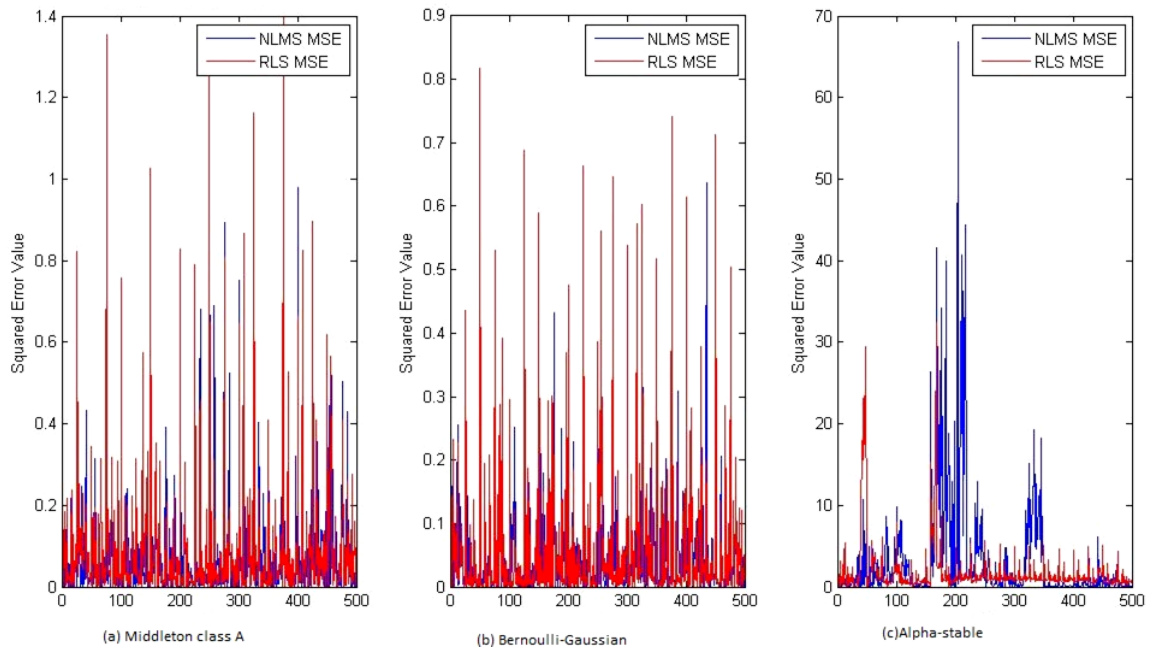 1.4
1.2
1
0.8
0.6
0.4
0.2
0
Squared Error Value
NLMS MSE
RLS MSE
0 100 200 300 400 500
(a) Middleton class A
0.9
0.8
0.7
0.6
0.5
0.4
0.3
0.2
0.1
0
Squared Error Value
NLMS MSE
RLS MSE
0 100 200 300 400 500
(b) Bernoulli-Gaussian
70
60
50
40
30
20
10
0
Squared Error Value
NLMS MSE
RLS MSE
0 100 200 300 400 500
(c)Alpha-stable